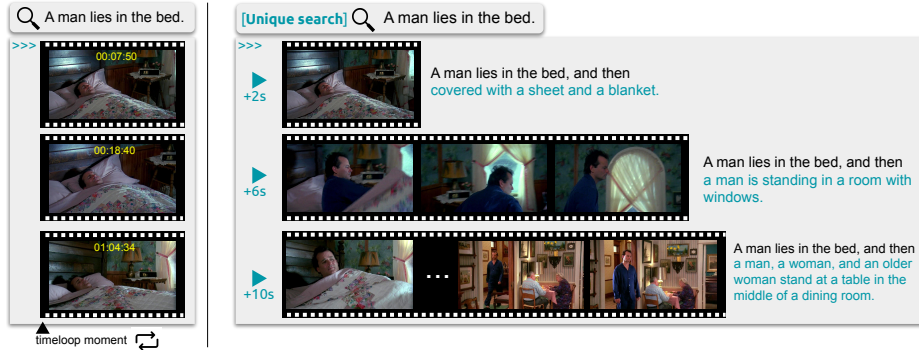 A man lies in the bed.
>>>
00:07:50
00:18:40
01:04:34
timeloop moment
[Unique search] A man lies in the bed.
>>>
+2s
A man lies in the bed, and then
covered with a sheet and a blanket.
+6s
A man lies in the bed, and then
a man is standing in a room with
windows.
+10s
...
A man lies in the bed, and then
a man, a woman, and an older
woman stand at a table in the
middle of a dining room.